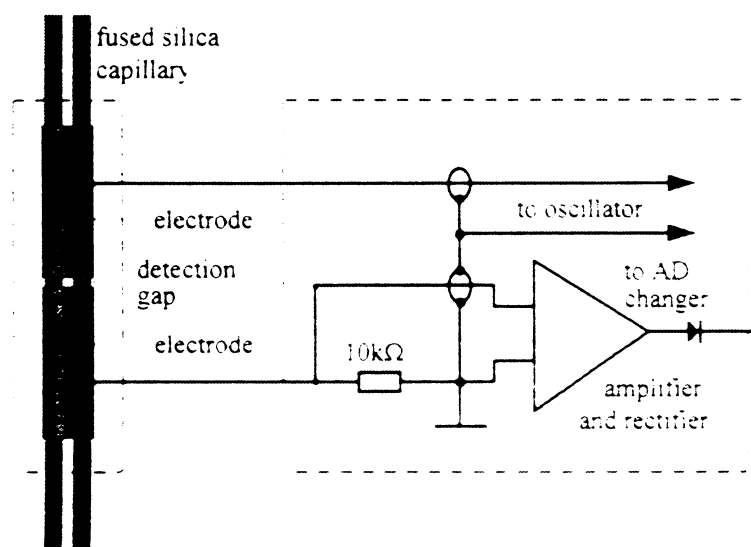 fused silica
capillary
electrode
to oscillator
detection
gap
to AD
changer
electrode
10kΩ
amplifier
and rectifier